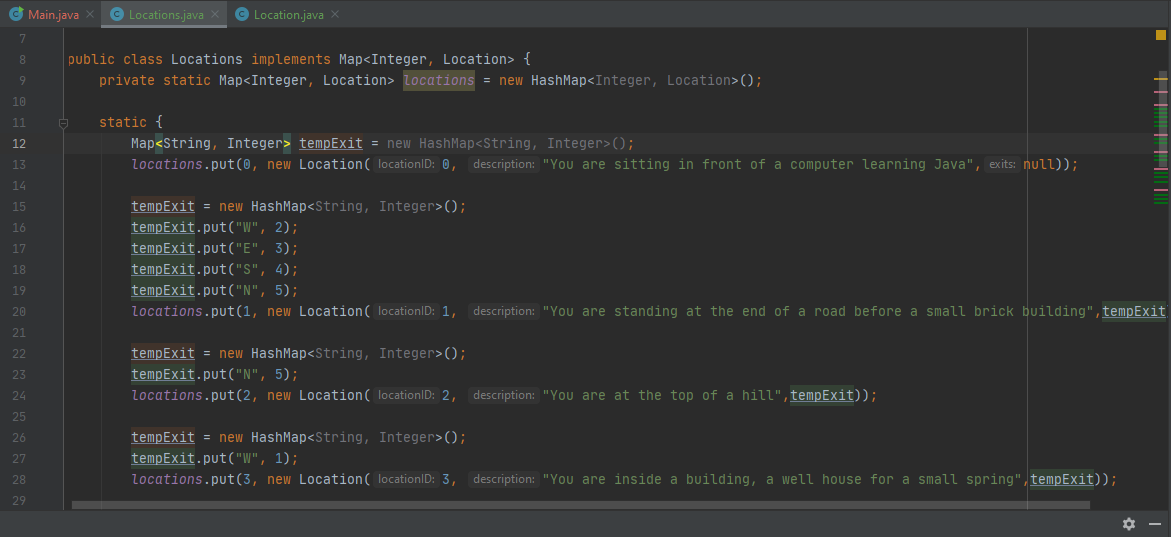 Main.java Locations.java Location.java
7
8 public class Locations implements Map<Integer, Location> {
9 private static Map<Integer, Location> locations = new HashMap<Integer, Location>();
10
11 static {
12 Map<String, Integer> tempExit = new HashMap<String, Integer>();
13 locations.put(0, new Location( locationID: 0, description: "You are sitting in front of a computer learning Java", exits: null));
14
15 tempExit = new HashMap<String, Integer>();
16 tempExit.put("W", 2);
17 tempExit.put("E", 3);
18 tempExit.put("S", 4);
19 tempExit.put("N", 5);
20 locations.put(1, new Location( locationID: 1, description: "You are standing at the end of a road before a small brick building",tempExit
21
22 tempExit = new HashMap<String, Integer>();
23 tempExit.put("N", 5);
24 locations.put(2, new Location( locationID: 2, description: "You are at the top of a hill",tempExit));
25
26 tempExit = new HashMap<String, Integer>();
27 tempExit.put("W", 1);
28 locations.put(3, new Location( locationID: 3, description: "You are inside a building, a well house for a small spring",tempExit));
29